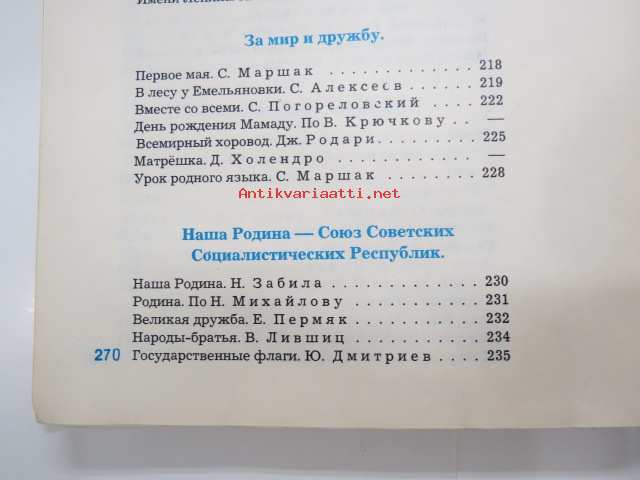 За мир и дружбу.
Первое мая. С. Маршак . . . . . . . . . . . . 218
В лесу у Емельяновки. С. Алексеев . . . . . 219
Вместо со всеми. С. Погореловский . . . . 222
День рождения Мамаду. По В. Крючкову . . —
Всемирный хоровод. Дж. Родари. . . . . . . . 225
Матрёшка. Д. Холендро . . . . . . . . . . . . —
Урок родного языка. С. Маршак . . . . . . . 228
Antikvariaatti.net
Наша Родина — Союз Советских
Социалистических Республик.
Наша Родина. Н. Забила . . . . . . . . . . . . 230
Родина. По Н. Михайлову . . . . . . . . . . . 231
Великая дружба. Е. Пермяк . . . . . . . . . . 232
Народы-братья. В. Лившиц . . . . . . . . . . . 234
270 Государственные флаги. Ю. Дмитриев . . . . 235